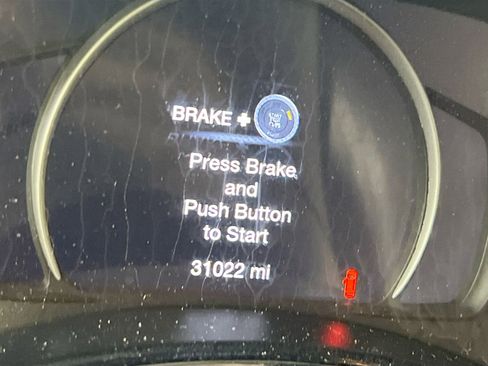 BRAKE +
Press Brake
and
Push Button
to Start
31022 mi